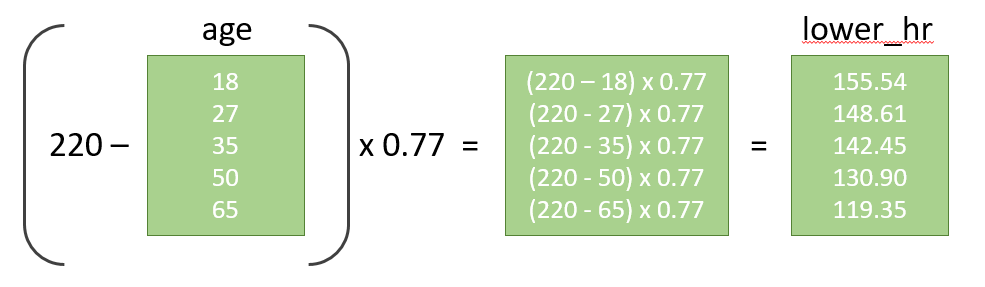 age
lower_hr
220 –
18
27
35
50
65
x 0.77 =
(220 – 18) x 0.77
(220 - 27) x 0.77
(220 - 35) x 0.77
(220 - 50) x 0.77
(220 - 65) x 0.77
=
155.54
148.61
142.45
130.90
119.35